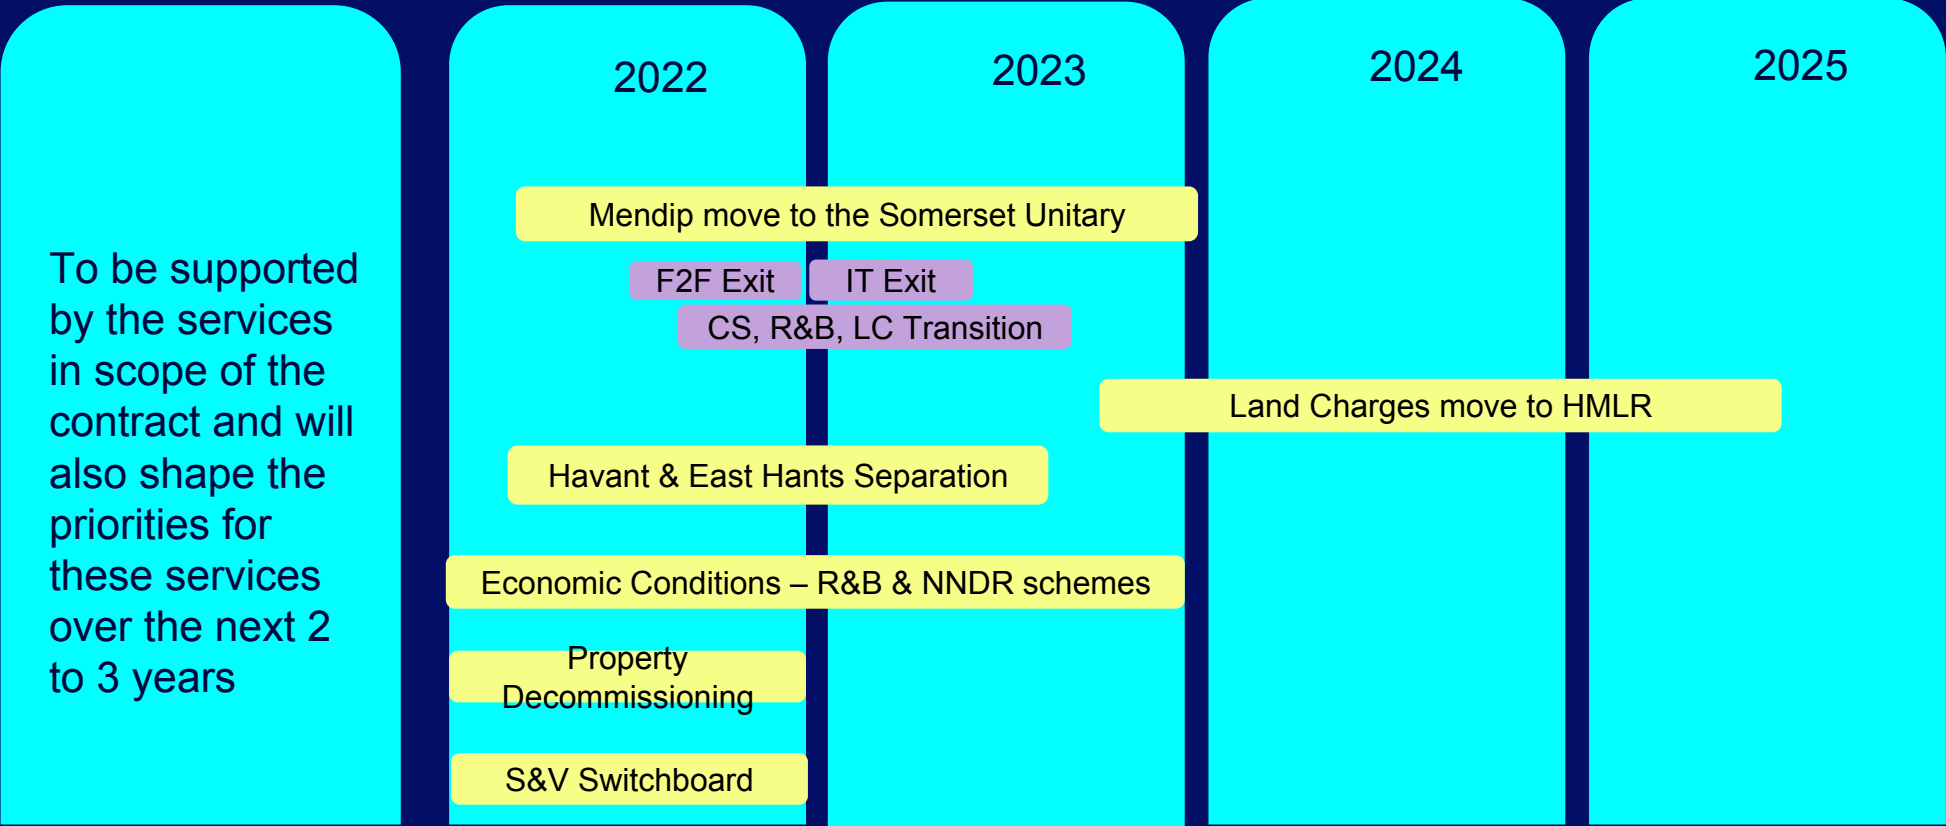 2022
2023
2024
2025
To be supported
by the services
in scope of the
contract and will
also shape the
priorities for
these services
over the next 2
to 3 years
Mendip move to the Somerset Unitary
F2F Exit
IT Exit
CS, R&B, LC Transition
Land Charges move to HMLR
Havant & East Hants Separation
Economic Conditions – R&B & NNDR schemes
Property
Decommissioning
S&V Switchboard